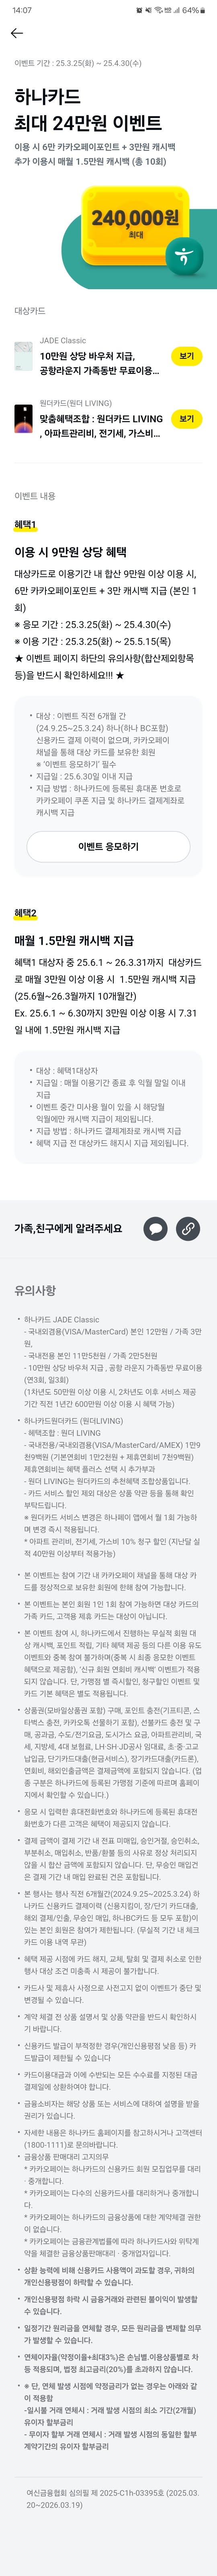 14:07
64%
이벤트 기간 : 25.3.25(화) ~ 25.4.30(수)
하나카드
최대 24만원 이벤트
이용 시 6만 카카오페이포인트 + 3만원 캐시백
추가 이용시 매월 1.5만원 캐시백 (총 10회)
240,000원
최대
대상카드
JADE Classic
10만원 상당 바우처 지급,
공항라운지 가족동반 무료이용...
보기
원더카드(원더 LIVING)
맞춤혜택조합 : 원더카드 LIVING
, 아파트관리비, 전기세, 가스비...
보기
이벤트 내용
혜택1
이용 시 9만원 상당 혜택
대상카드로 이용기간 내 합산 9만원 이상 이용 시,
6만 카카오페이포인트 + 3만 캐시백 지급 (본인 1
회)
※ 응모 기간 : 25.3.25(화) ~ 25.4.30(수)
※ 이용 기간 : 25.3.25(화) ~ 25.5.15(목)
★ 이벤트 페이지 하단의 유의사항(합산제외항목
등)을 반드시 확인하세요!!! ★
• 대상 : 이벤트 직전 6개월 간
(24.9.25~25.3.24) 하나(하나 BC포함)
신용카드 결제 이력이 없으며, 카카오페이
채널을 통해 대상 카드를 보유한 회원
※ '이벤트 응모하기' 필수
• 지급일 : 25.6.30일 이내 지급
• 지급 방법 : 하나카드에 등록된 휴대폰 번호로
카카오페이 쿠폰 지급 및 하나카드 결제계좌로
캐시백 지급
이벤트 응모하기
혜택2
매월 1.5만원 캐시백 지급
혜택1 대상자 중 25.6.1 ~ 26.3.31까지 대상카드
로 매월 3만원 이상 이용 시 1.5만원 캐시백 지급
(25.6월~26.3월까지 10개월간)
Ex. 25.6.1 ~ 6.30까지 3만원 이상 이용 시 7.31
일 내에 1.5만원 캐시백 지급
• 대상 : 혜택1대상자
• 지급일 : 매월 이용기간 종료 후 익월 말일 이내
지급
• 이벤트 중간 미사용 월이 있을 시 해당월
익월에만 캐시백 지급이 제외됩니다.
• 지급 방법 : 하나카드 결제계좌로 캐시백 지급
• 혜택 지급 전 대상카드 해지시 지급 제외됩니다.
가족,친구에게 알려주세요
유의사항
• 하나카드 JADE Classic
- 국내외겸용(VISA/MasterCard) 본인 12만원 / 가족 3만
원,
- 국내전용 본인 11만5천원 / 가족 2만5천원
- 10만원 상당 바우처 지급 , 공항 라운지 가족동반 무료이용
(연3회, 일3회)
(1차년도 50만원 이상 이용 시, 2차년도 이후 서비스 제공
기간 직전 1년간 600만원 이상 이용 시 혜택 가능)
• 하나카드원더카드 (원더LIVING)
- 혜택조합 : 원더 LIVING
- 국내전용/국내외겸용(VISA/MasterCard/AMEX) 1만9
천9백원 (기본연회비 1만2천원 + 제휴연회비 7천9백원)
제휴연회비는 혜택 플러스 선택 시 추가부과
- 원더 LIVING는 원더카드의 추천혜택 조합상품입니다.
- 카드 서비스 할인 제외 대상은 상품 약관 등을 통해 확인
부탁드립니다.
※ 원더카드 서비스 변경은 하나페이 앱에서 월 1회 가능하
며 변경 즉시 적용됩니다.
* 아파트 관리비, 전기세, 가스비 10% 청구 할인 (지난달 실
적 40만원 이상부터 적용가능)
• 본 이벤트는 참여 기간 내 카카오페이 채널을 통해 대상 카
드를 정상적으로 보유한 회원에 한해 참여 가능합니다.
• 본 이벤트는 본인 회원 1인 1회 참여 가능하면 대상 카드의
가족 카드, 고객용 제휴 카드는 대상이 아닙니다.
• 본 이벤트 참여 시, 하나카드에서 진행하는 무실적 회원 대
상 캐시백, 포인트 적립, 기타 혜택 제공 등의 다른 이용 유도
이벤트와 중복 참여 불가하며(중복 시 최종 응모한 이벤트
혜택으로 제공함), '신규 회원 연회비 캐시백' 이벤트가 적용
되지 않습니다. 단, 가맹점 별 즉시할인, 청구할인 이벤트 및
카드 기본 혜택은 별도 적용됩니다.
• 상품권(모바일상품권 포함) 구매, 포인트 충전(기프티콘, 스
타벅스 충전, 카카오톡 선물하기 포함), 선불카드 충전 및 구
매, 공과금, 수도/전기요금, 도시가스 요금, 아파트관리비, 국
세, 지방세, 4대 보험료, LH·SH·JD공사 임대료, 초·중·고교
납입금, 단기카드대출(현금서비스), 장기카드대출(카드론),
연회비, 해외인출금액은 결제금액에 포함되지 않습니다. (업
종 구분은 하나카드에 등록된 가맹점 기준에 따르며 홈페이
지에서 확인할 수 있습니다.)
• 응모 시 입력한 휴대전화번호와 하나카드에 등록된 휴대전
화번호가 다른 고객은 혜택이 제공되지 않습니다.
• 결제 금액이 결제 기간 내 전표 미매입, 승인거절, 승인취소,
부분취소, 매입취소, 반품/환불 등의 사유로 정상 처리되지
않을 시 합산 금액에 포함되지 않습니다. 단, 무승인 매입건
은 결제 기간 내 매입 완료된 건은 포함됩니다.
• 본 행사는 행사 직전 6개월간(2024.9.25~2025.3.24) 하
나카드 신용카드 결제이력 (신용지킴이, 장/단기 카드대출,
해외 결제/인출, 무승인 매입, 하나BC카드 등 모두 포함)이
있는 본인 회원은 참여가 제한됩니다. (무실적 기간 내 체크
카드 이용 내역 무관)
• 혜택 제공 시점에 카드 해지, 교체, 탈회 및 결제 취소로 인한
행사 대상 조건 미충족 시 제공이 불가합니다.
• 카드사 및 제휴사 사정으로 사전고지 없이 이벤트가 중단 및
변경될 수 있습니다.
• 계약 체결 전 상품 설명서 및 상품 약관을 반드시 확인하시
기 바랍니다.
• 신용카드 발급이 부적정한 경우(개인신용평점 낮음 등) 카
드발급이 제한될 수 있습니다
• 카드이용대금과 이에 수반되는 모든 수수료를 지정된 대금
결제일에 상환하여야 합니다.
• 금융소비자는 해당 상품 또는 서비스에 대하여 설명을 받을
권리가 있습니다.
• 자세한 내용은 하나카드 홈페이지를 참고하시거나 고객센터
(1800-1111)로 문의바랍니다.
• 금융상품 판매대리 고지의무
* 카카오페이는 하나카드의 신용카드 회원 모집업무를 대리
· 중개합니다.
* 카카오페이는 다수의 신용카드사를 대리하거나 중개합니
다.
* 카카오페이는 하나카드의 금융상품에 대한 계약체결 권한
이 없습니다.
* 카카오페이는 금융관계법률에 따라 하나카드사와 위탁계
약을 체결한 금융상품판매대리 · 중개업자입니다.
• 상환 능력에 비해 신용카드 사용액이 과도할 경우, 귀하의
개인신용평점이 하락할 수 있습니다.
• 개인신용평점 하락 시 금융거래와 관련된 불이익이 발생할
수 있습니다.
• 일정기간 원리금을 연체할 경우, 모든 원리금을 변제할 의무
가 발생할 수 있습니다.
• 연체이자율(약정이율+최대3%)은 손님별.이용상품별로 차
등 적용되며, 법정 최고금리(20%)를 초과하지 않습니다.
• ※ 단, 연체 발생 시점에 약정금리가 없는 경우는 아래와 같
이 적용함
-일시불 거래 연체시 : 거래 발생 시점의 최소 기간(2개월)
유이자 할부금리
- 무이자 할부 거래 연체시 : 거래 발생 시점의 동일한 할부
계약기간의 유이자 할부금리
여신금융협회 심의필 제 2025-C1h-03395호 (2025.03.
20~2026.03.19)